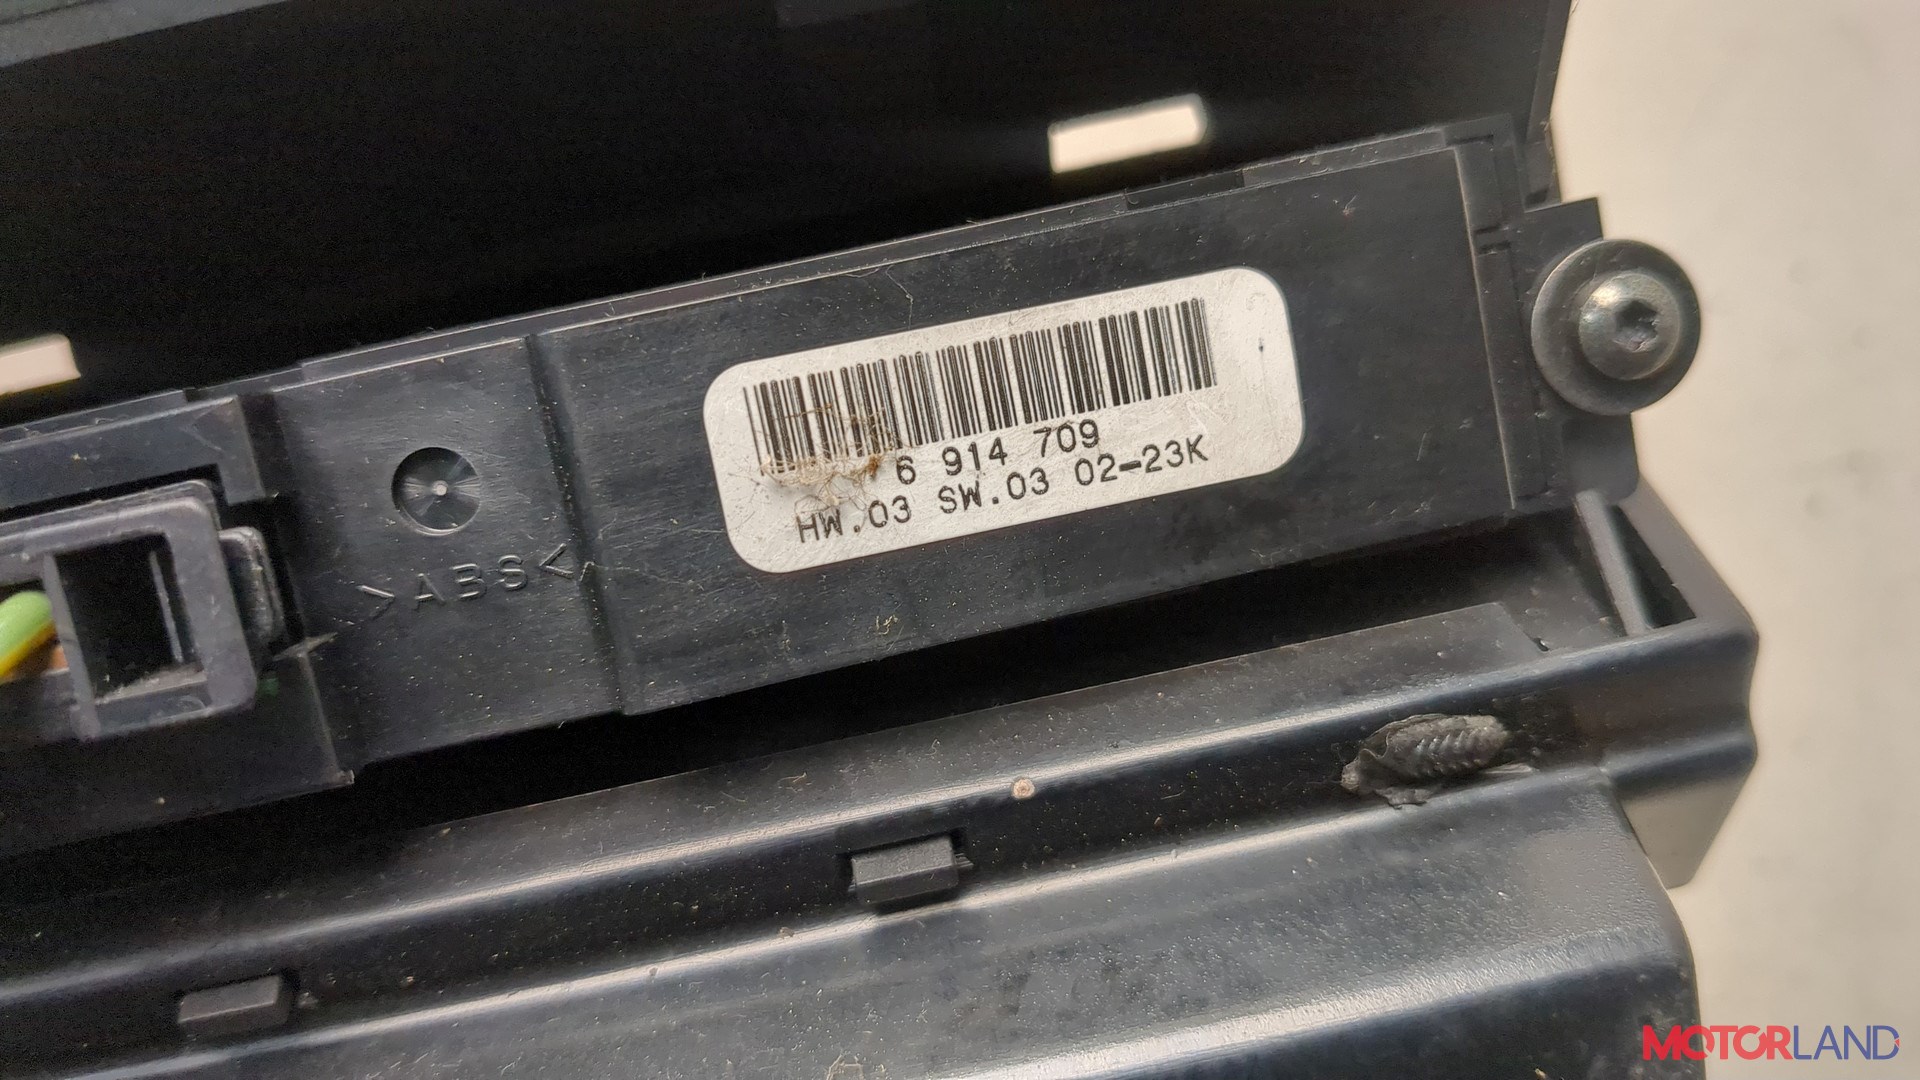 6 914 709
HW.03 SW.03 02-23K
>ABS<
MOTORLAND